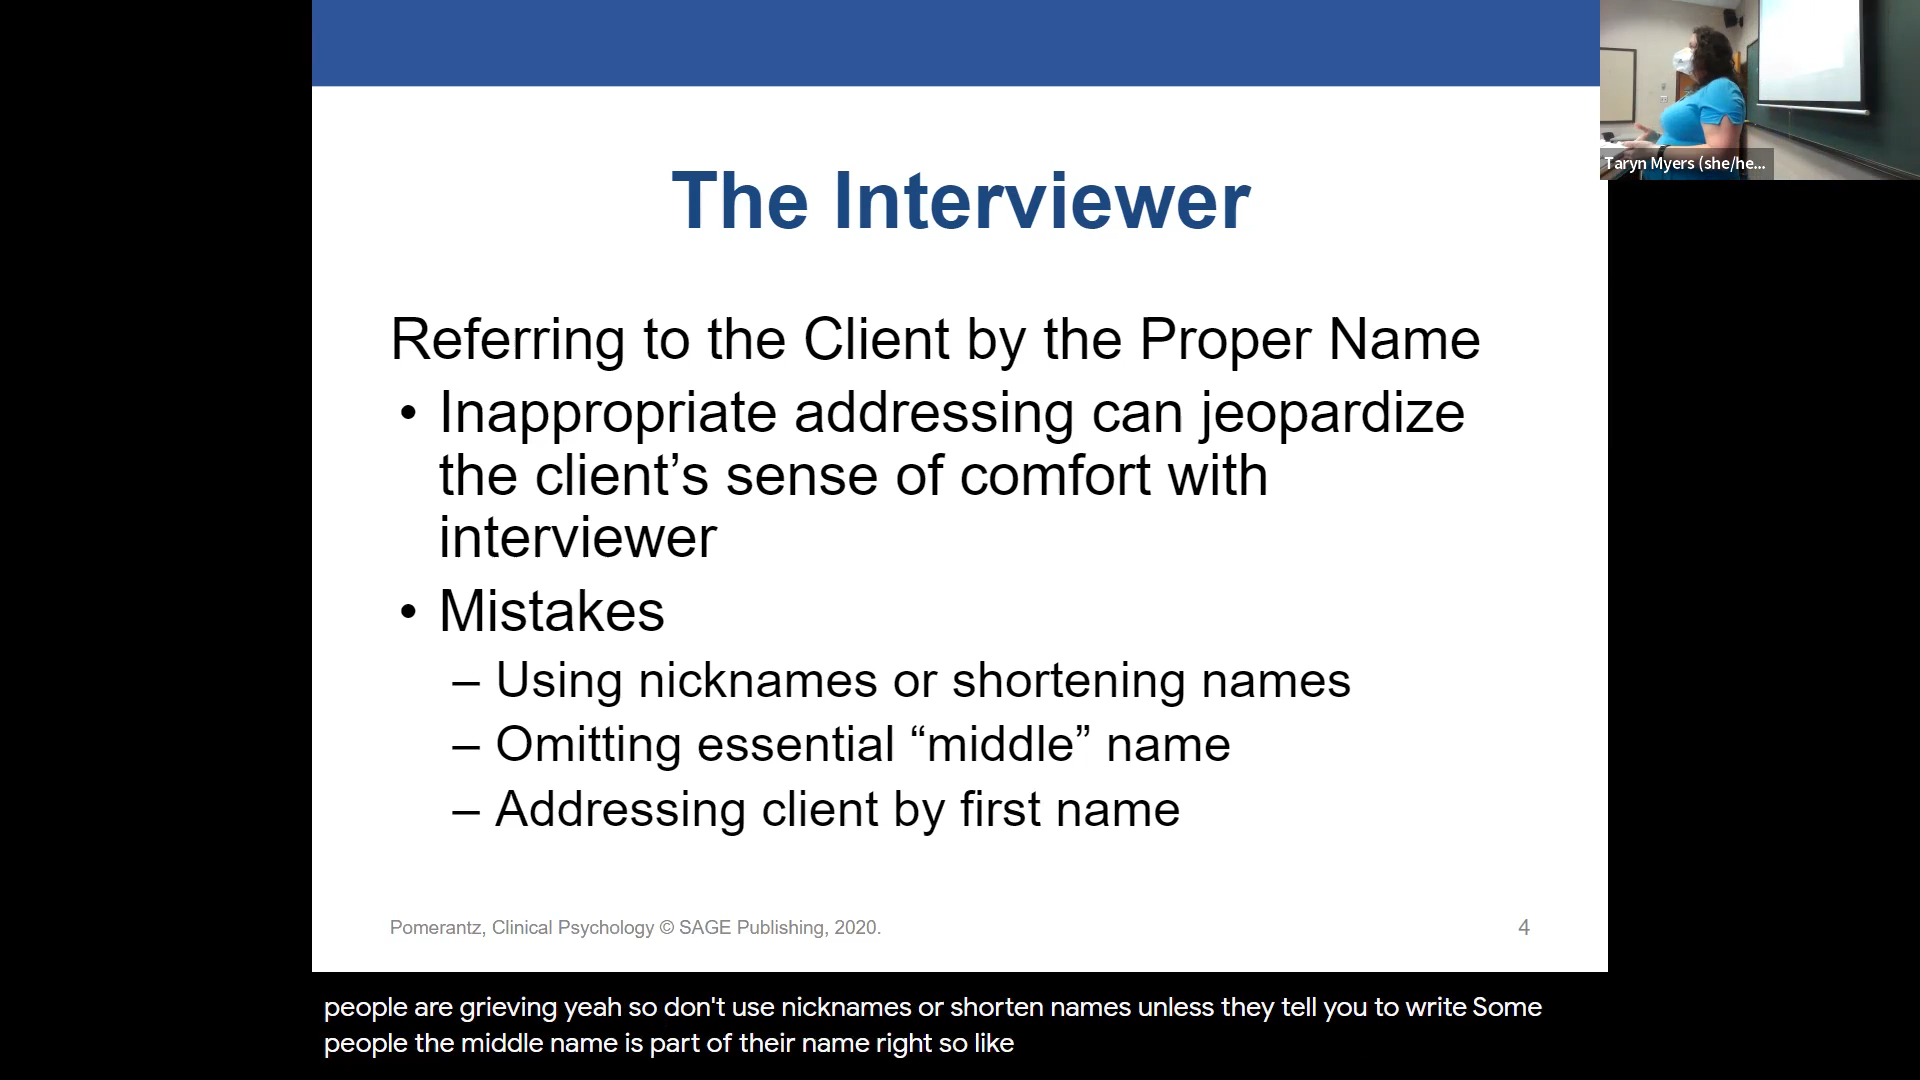 The Interviewer
Referring to the Client by the Proper Name
• Inappropriate addressing can jeopardize
the client’s sense of comfort with
interviewer
• Mistakes
– Using nicknames or shortening names
– Omitting essential “middle” name
– Addressing client by first name
Pomerantz, Clinical Psychology © SAGE Publishing, 2020.
4
Taryn Myers (she/he...
people are grieving yeah so don't use nicknames or shorten names unless they tell you to write Some
people the middle name is part of their name right so like